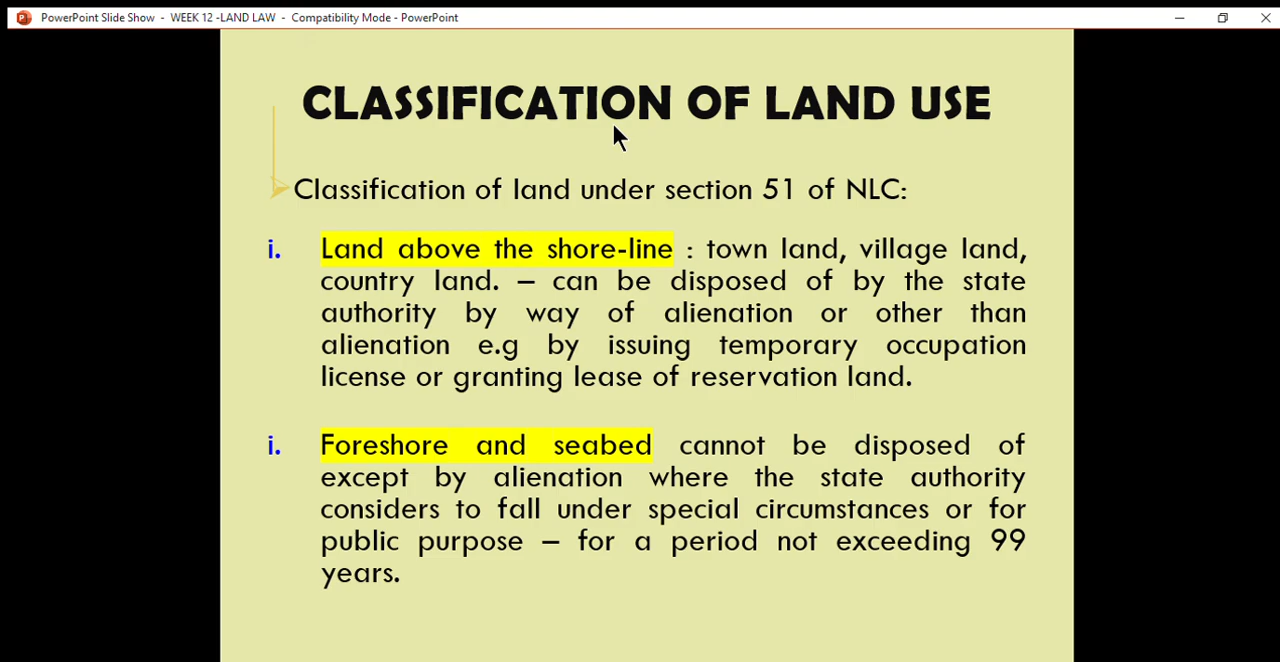 PowerPoint Slide Show - WEEK 12 -LAND LAW - Compatibility Mode - PowerPoint
CLASSIFICATION OF LAND USE
Classification of land under section 51 of NLC:
i. Land above the shore-line : town land, village land,
country land. – can be disposed of by the state
authority by way of alienation or other than
alienation e.g by issuing temporary occupation
license or granting lease of reservation land.
i. Foreshore and seabed cannot be disposed of
except by alienation where the state authority
considers to fall under special circumstances or for
public purpose – for a period not exceeding 99
years.